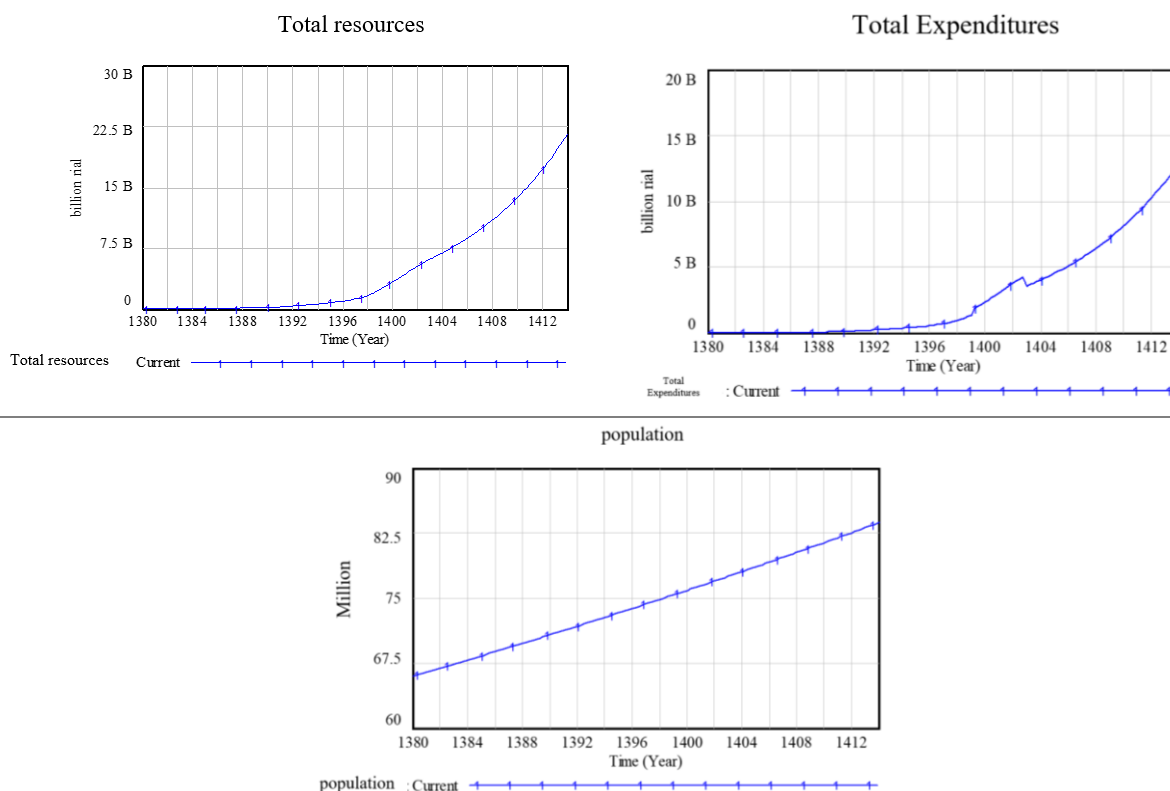 Total resources
30 B
22.5 B
15 B
7.5 B
0
billion rial
1380 1384 1388 1392 1396 1400 1404 1408 1412
Time (Year)
Total resources Current
Total Expenditures
20 B
15 B
10 B
5 B
0
billion rial
1380 1384 1388 1392 1396 1400 1404 1408 1412
Time (Year)
Total
Expenditures : Current
population
90
82.5
75
67.5
60
Million
1380 1384 1388 1392 1396 1400 1404 1408 1412
Time (Year)
population : Current